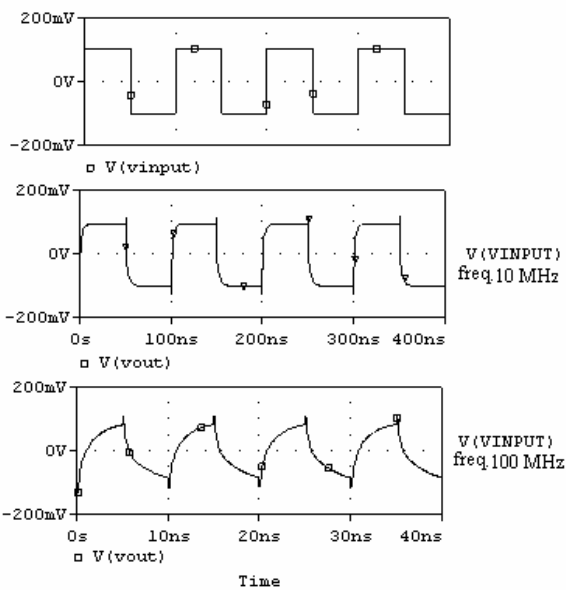 200mV
0V
-200mV
V(vinput)
200mV
0V
-200mV
0s 100ns 200ns 300ns 400ns
V(vout)
V(VINPUT)
freq.10 MHz
200mV
0V
-200mV
0s 10ns 20ns 30ns 40ns
V(vout)
V(VINPUT)
freq.100 MHz
Time